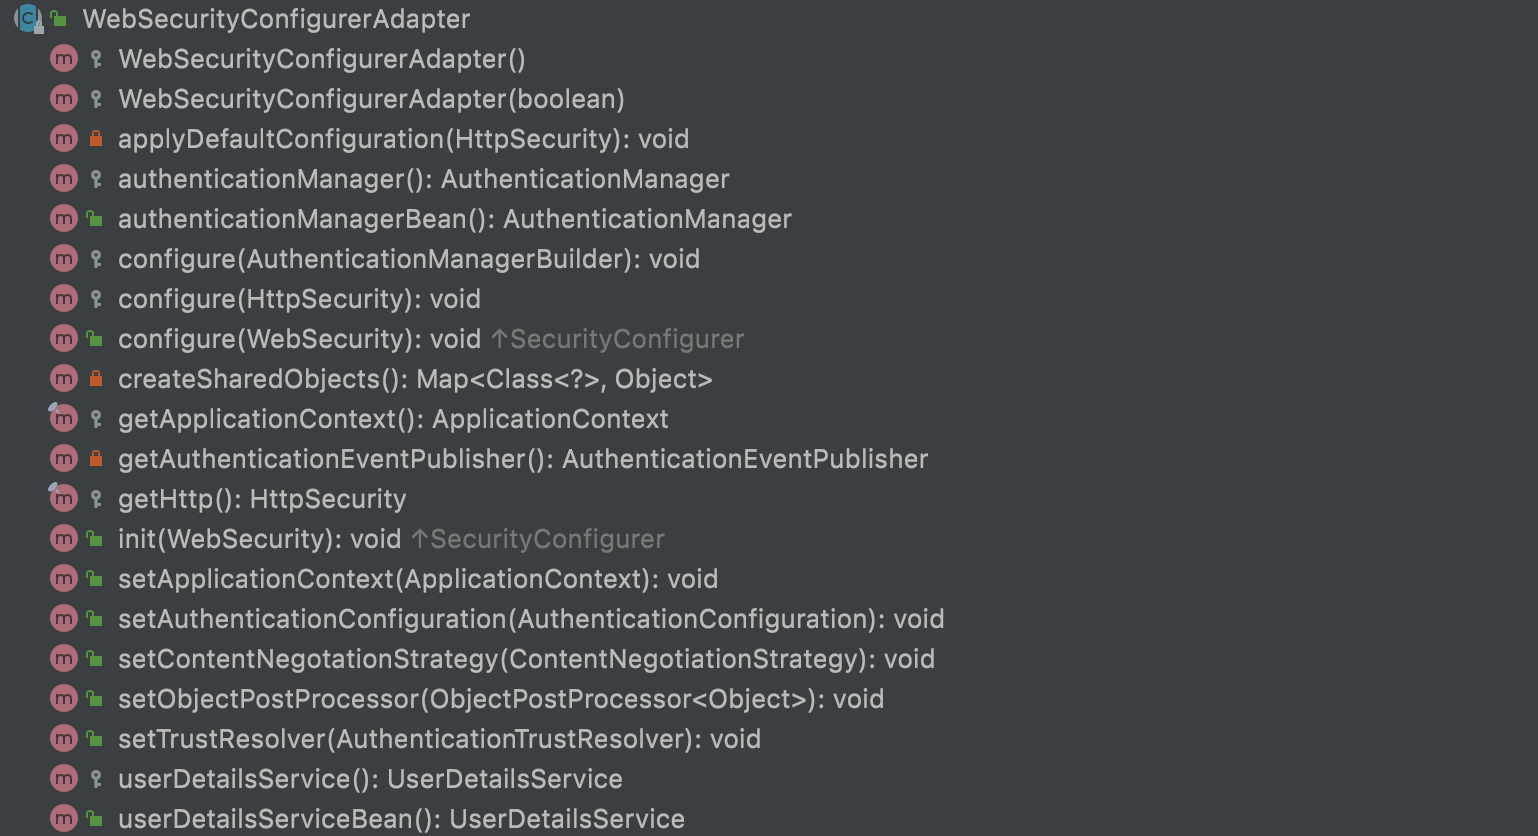 WebSecurityConfigurerAdapter
WebSecurityConfigurerAdapter()
WebSecurityConfigurerAdapter(boolean)
applyDefaultConfiguration(HttpSecurity): void
authenticationManager(): AuthenticationManager
authenticationManagerBean(): AuthenticationManager
configure(AuthenticationManagerBuilder): void
configure(HttpSecurity): void
configure(WebSecurity): void ↑SecurityConfigurer
createSharedObjects(): Map<Class<?>, Object>
getApplicationContext(): ApplicationContext
getAuthenticationEventPublisher(): AuthenticationEventPublisher
getHttp(): HttpSecurity
init(WebSecurity): void ↑SecurityConfigurer
setApplicationContext(ApplicationContext): void
setAuthenticationConfiguration(AuthenticationConfiguration): void
setContentNegotationStrategy(ContentNegotiationStrategy): void
setObjectPostProcessor(ObjectPostProcessor<Object>): void
setTrustResolver(AuthenticationTrustResolver): void
userDetailsService(): UserDetailsService
userDetailsServiceBean(): UserDetailsService